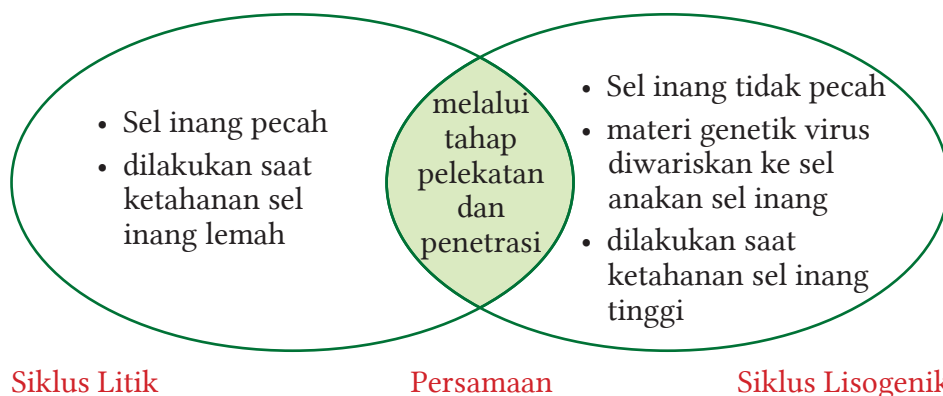 • Sel inang pecah
• dilakukan saat
ketahanan sel
inang lemah
melalui
tahap
pelekatan
dan
penetrasi
• Sel inang tidak pecah
• materi genetik virus
diwariskan ke sel
anakan sel inang
• dilakukan saat
ketahanan sel inang
tinggi
Siklus Litik
Persamaan
Siklus Lisogenik